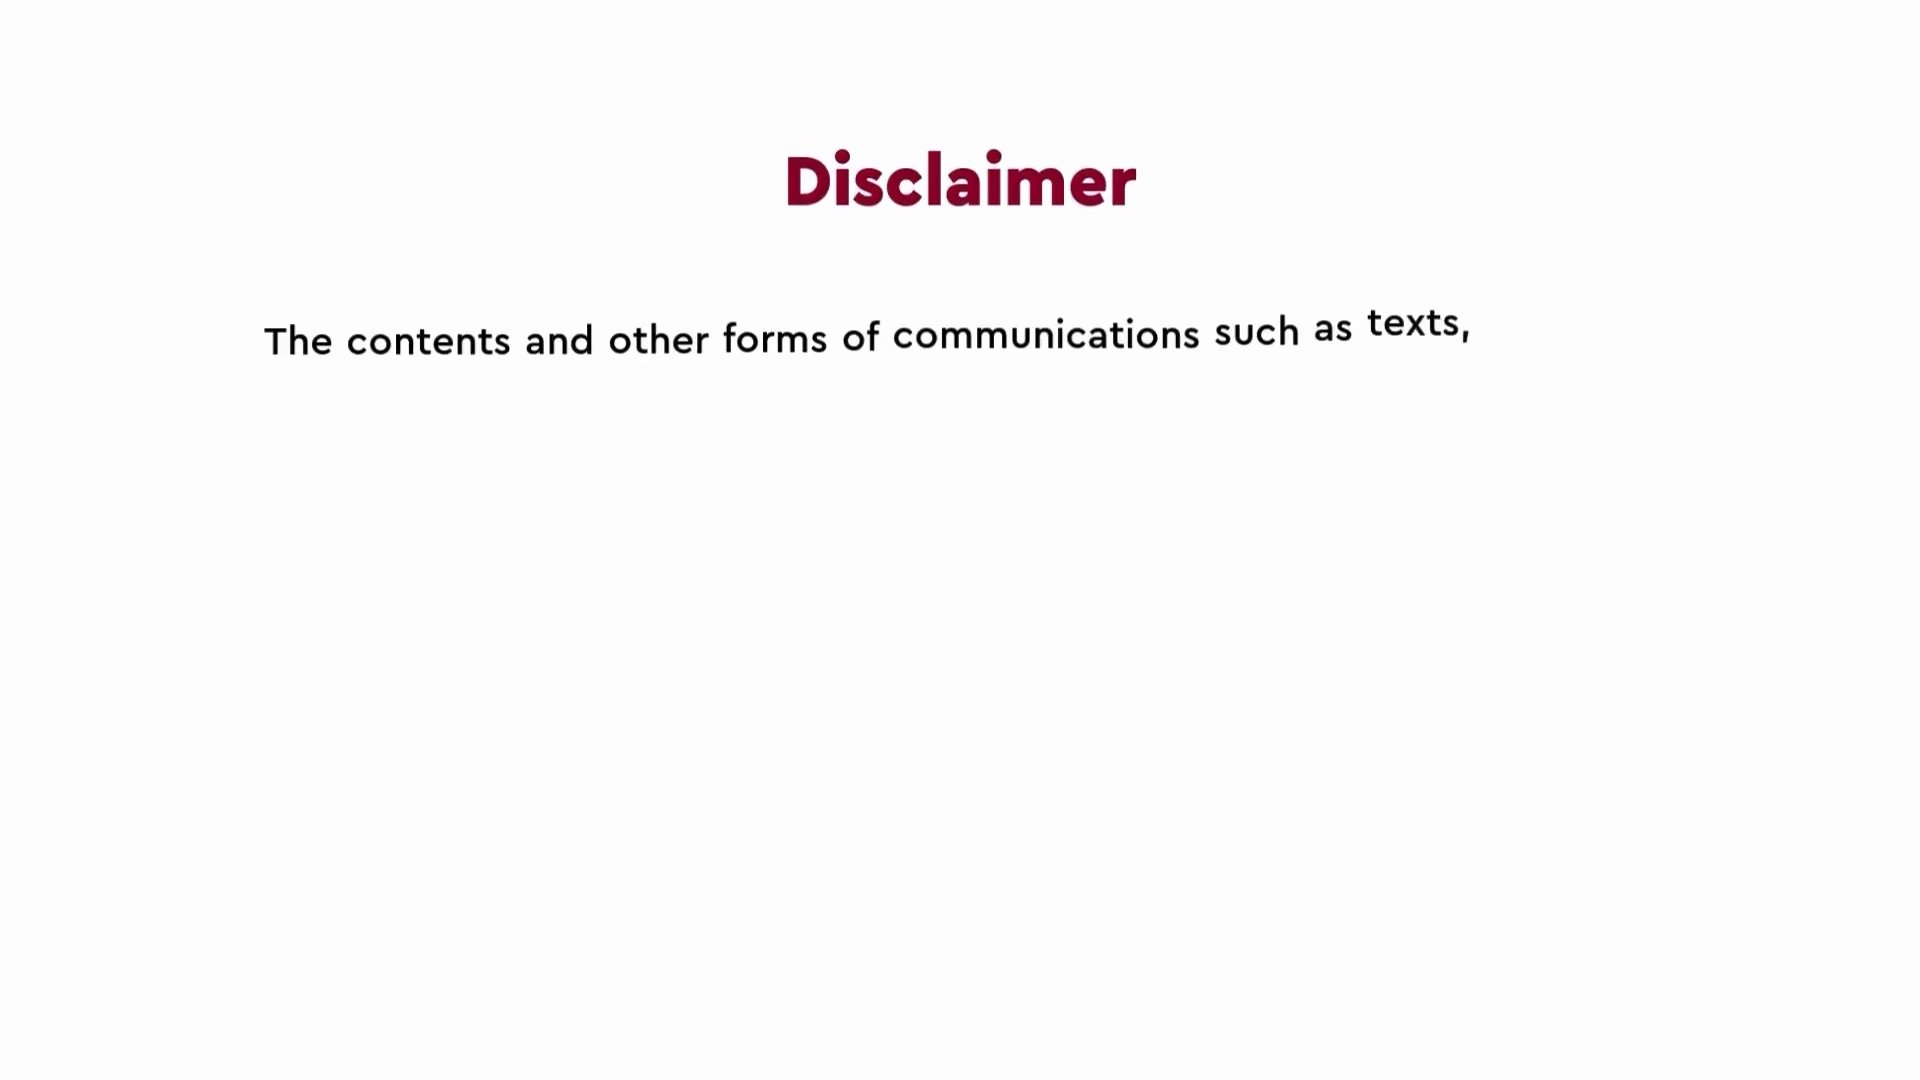 Disclaimer
The contents and other forms of communications such as texts,